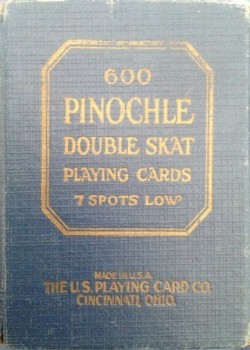 600
PINOCHLE
DOUBLE SKAT
PLAYING CARDS
7 SPOTS LOW
MADE IN U.S.A.
THE U.S. PLAYING CARD CO.
CINCINNATI, OHIO.